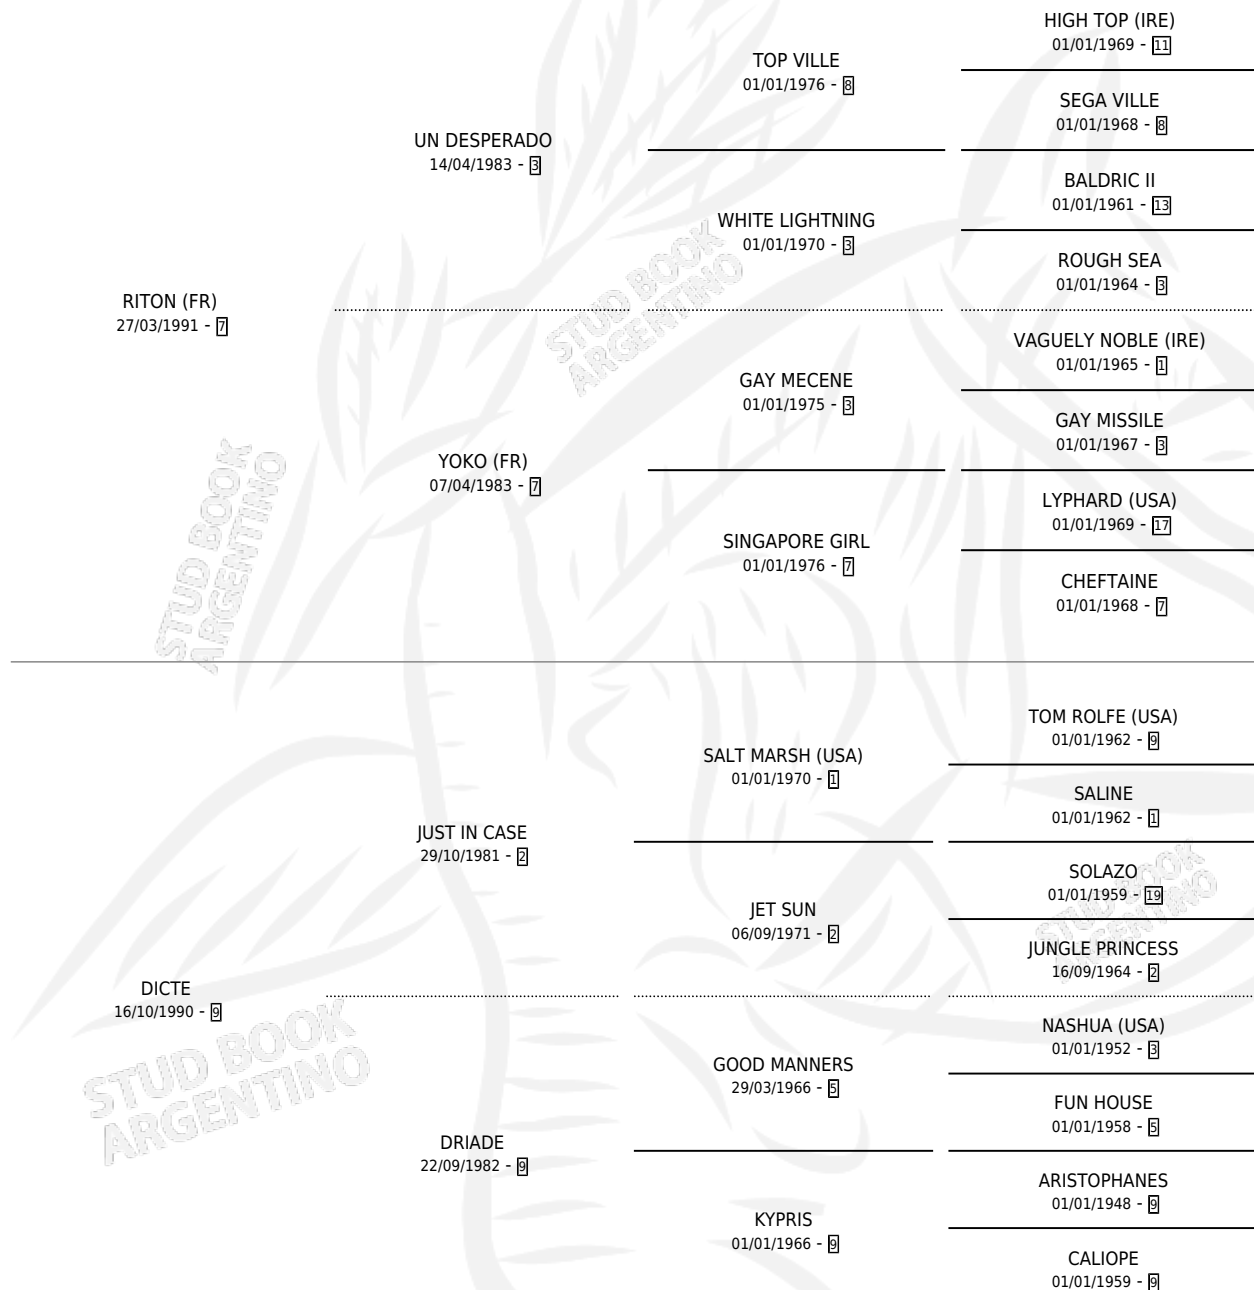 HIGH TOP (IRE)
01/01/1969 - 11
TOP VILLE
01/01/1976 - 8
SEGA VILLE
01/01/1968 - 8
UN DESPERADO
14/04/1983 - 3
BALDRIC II
01/01/1961 - 13
WHITE LIGHTNING
01/01/1970 - 3
ROUGH SEA
01/01/1964 - 3
RITON (FR)
27/03/1991 - 7
VAGUELY NOBLE (IRE)
01/01/1965 - 1
GAY MECENE
01/01/1975 - 3
GAY MISSILE
01/01/1967 - 3
YOKO (FR)
07/04/1983 - 7
LYPHARD (USA)
01/01/1969 - 17
SINGAPORE GIRL
01/01/1976 - 7
CHEFTAINE
01/01/1968 - 7
STUD BOOK
ARGENTINO
STUD BOOK
ARGENTINO
TOM ROLFE (USA)
01/01/1962 - 9
SALT MARSH (USA)
01/01/1970 - 1
SALINE
01/01/1962 - 1
JUST IN CASE
29/10/1981 - 2
SOLAZO
01/01/1959 - 19
JET SUN
06/09/1971 - 2
JUNGLE PRINCESS
16/09/1964 - 2
DICTE
16/10/1990 - 9
NASHUA (USA)
01/01/1952 - 3
GOOD MANNERS
29/03/1966 - 5
FUN HOUSE
01/01/1958 - 5
DRIADE
22/09/1982 - 9
ARISTOPHANES
01/01/1948 - 9
KYPRIS
01/01/1966 - 9
CALIOPE
01/01/1959 - 9
STUD BOOK
ARGENTINO
STUD BOOK
ARGENTINO